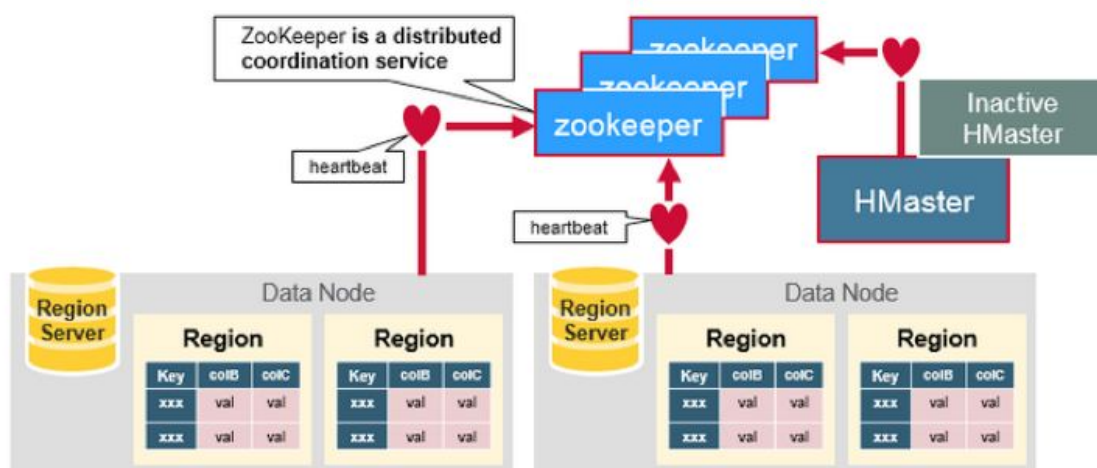 ZooKeeper is a distributed
coordination service
zookeeper
zookeeper
zookeeper
Inactive
HMaster
HMaster
heartbeat
heartbeat
Region
Server
Data Node
Region
Key colB colC
xxx val val
xxx val val
Region
Key colB colC
xxx val val
xxx val val
Region
Server
Data Node
Region
Key colB colC
xxx val val
xxx val val
Region
Key colB colC
xxx val val
xxx val val